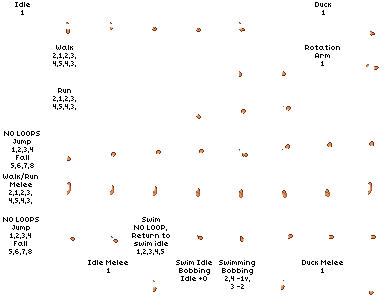 Idle
1
Duck
1
Walk
2,1,2,3,
4,5,4,3,
Rotation
Arm
1
Run
2,1,2,3,
4,5,4,3,
NO LOOPS
Jump
1,2,3,4
Fall
5,6,7,8
Walk/Run
Melee
2,1,2,3,
4,5,4,3,
NO LOOPS
Jump
1,2,3,4
Fall
5,6,7,8
Swim
NO LOOP,
Return to
swim idle
1,2,3,4,5
Idle Melee
1
Swim Idle
Bobbing
Idle +0
Swimming
Bobbing
2,4 -1v,
3 -2
Duck Melee
1